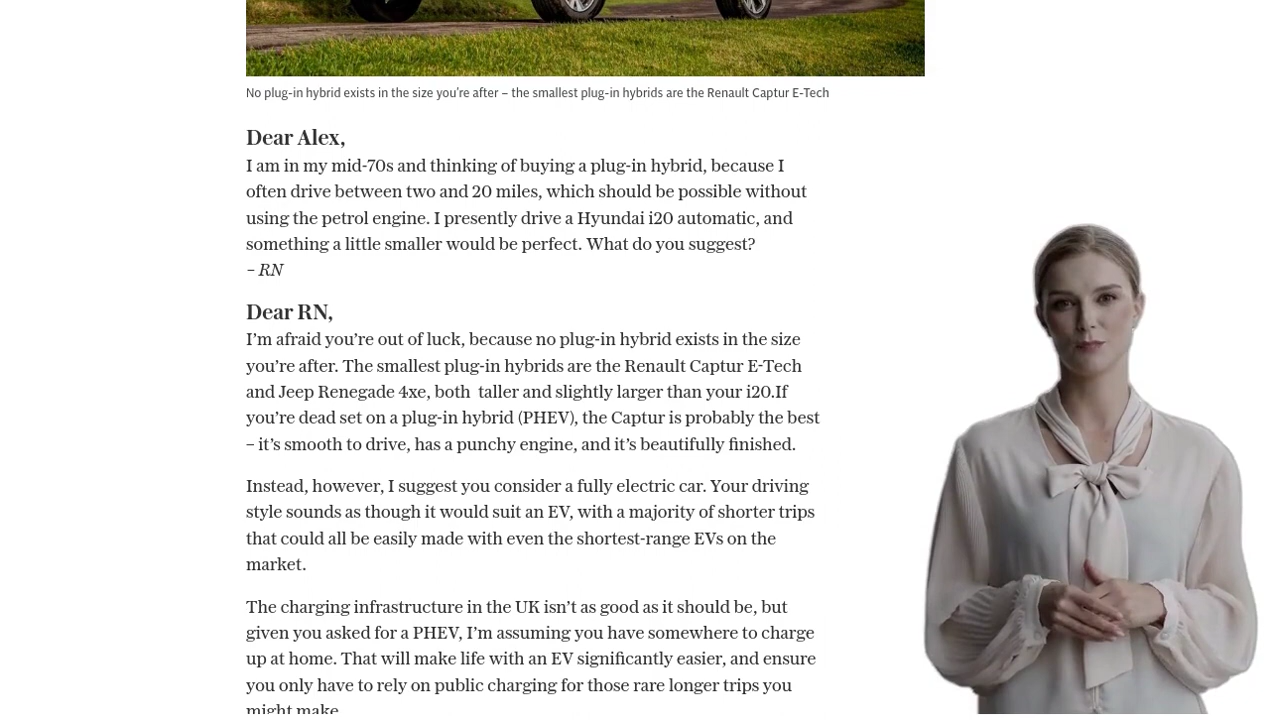 No plug-in hybrid exists in the size you're after – the smallest plug-in hybrids are the Renault Captur E-Tech
Dear Alex,
I am in my mid-70s and thinking of buying a plug-in hybrid, because I
often drive between two and 20 miles, which should be possible without
using the petrol engine. I presently drive a Hyundai i20 automatic, and
something a little smaller would be perfect. What do you suggest?
– RN
Dear RN,
I'm afraid you're out of luck, because no plug-in hybrid exists in the size
you're after. The smallest plug-in hybrids are the Renault Captur E-Tech
and Jeep Renegade 4xe, both  taller and slightly larger than your i20.If
you're dead set on a plug-in hybrid (PHEV), the Captur is probably the best
– it's smooth to drive, has a punchy engine, and it's beautifully finished.
Instead, however, I suggest you consider a fully electric car. Your driving
style sounds as though it would suit an EV, with a majority of shorter trips
that could all be easily made with even the shortest-range EVs on the
market.
The charging infrastructure in the UK isn't as good as it should be, but
given you asked for a PHEV, I'm assuming you have somewhere to charge
up at home. That will make life with an EV significantly easier, and ensure
you only have to rely on public charging for those rare longer trips you
might make.